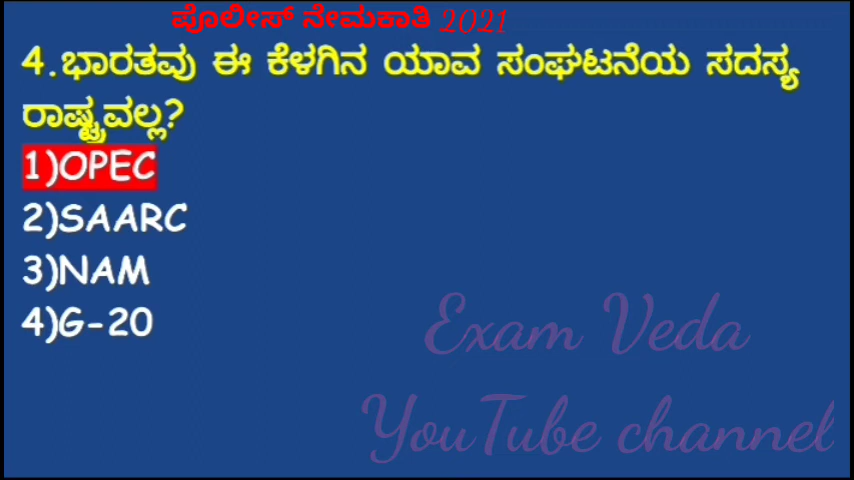 ಪೊಲೀಸ್ ನೇಮಕಾತಿ 2021
4.ಭಾರತವು ಈ ಕೆಳಗಿನ ಯಾವ ಸಂಘಟನೆಯ ಸದಸ್ಯ
ರಾಷ್ಟ್ರವಲ್ಲ?
1)OPEC
2)SAARC
3)NAM
4)G-20
Exam Veda
YouTube channel